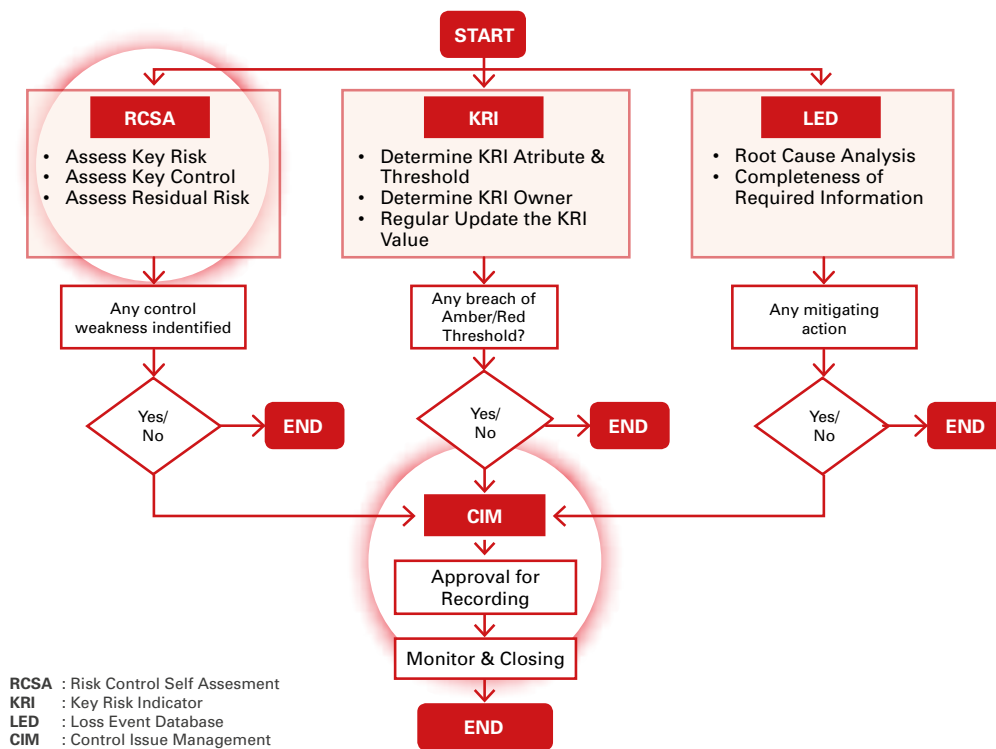 START
RCSA
• Assess Key Risk
• Assess Key Control
• Assess Residual Risk
KRI
• Determine KRI Atribute &
Threshold
• Determine KRI Owner
• Regular Update the KRI
Value
LED
• Root Cause Analysis
• Completeness of
Required Information
Any control
weakness indentified
Any breach of
Amber/Red
Threshold?
Any mitigating
action
Yes/
No
END
Yes/
No
END
Yes/
No
END
CIM
Approval for
Recording
Monitor & Closing
END
RCSA : Risk Control Self Assesment
KRI : Key Risk Indicator
LED : Loss Event Database
CIM : Control Issue Management